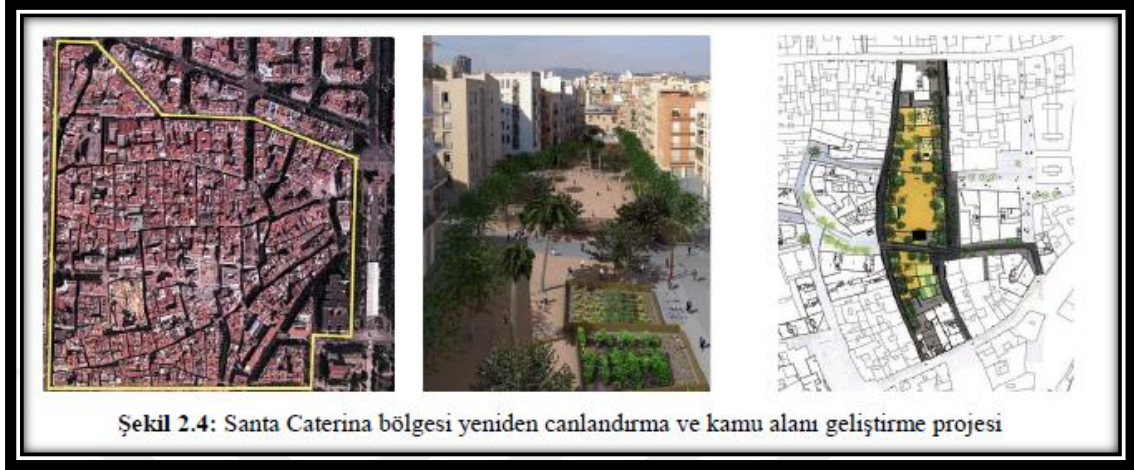 Şekil 2.4: Santa Caterina bölgesi yeniden canlandırma ve kamu alanı geliştirme projesi